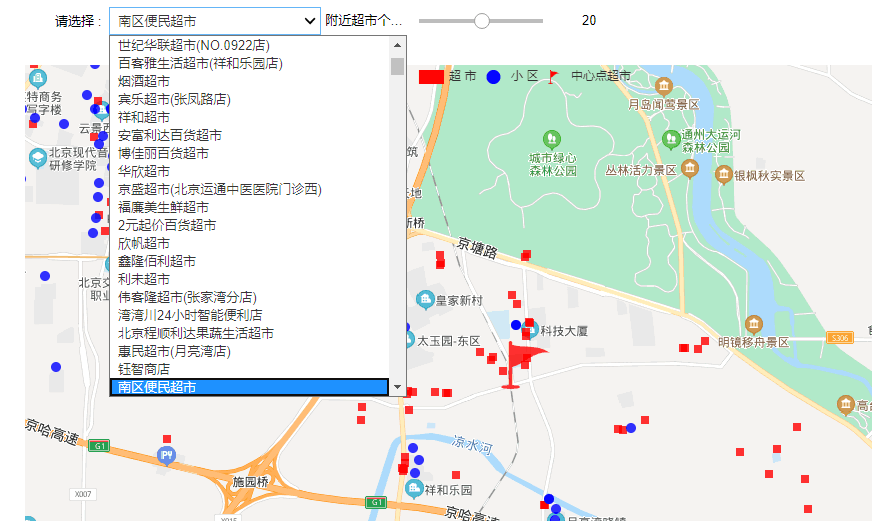 请选择： 南区便民超市 附近超市个... 20
世纪华联超市(NO.0922店)
百客雅生活超市(祥和乐园店)
烟酒超市
宾乐超市(张凤路店)
祥和超市
安富利达百货超市
博佳丽百货超市
华欣超市
京盛超市(北京运通中医医院门诊西)
福廉美生鲜超市
2元起价百货超市
欣帆超市
鑫隆佰利超市
利未超市
伟客隆超市(张家湾分店)
湾湾川24小时智能便利店
北京程顺利达果蔬生活超市
惠民超市(月亮湾店)
钰智商店
南区便民超市
超市 小区 中心点超市
特商务
写字楼
云景西
北京现代音
研修学院
北京交
职业
月岛闻莺景区
城市绿心
森林公园
通州大运河
森林公园
丛林活力景区
银枫秋实景区
筑
新桥
京塘路
皇家新村
太玉园-东区
科技大厦
明镜移舟景区
S306
高台
京哈高速
G1
X007
施园桥
X015
凉水河
祥和乐园
G1
京哈高速